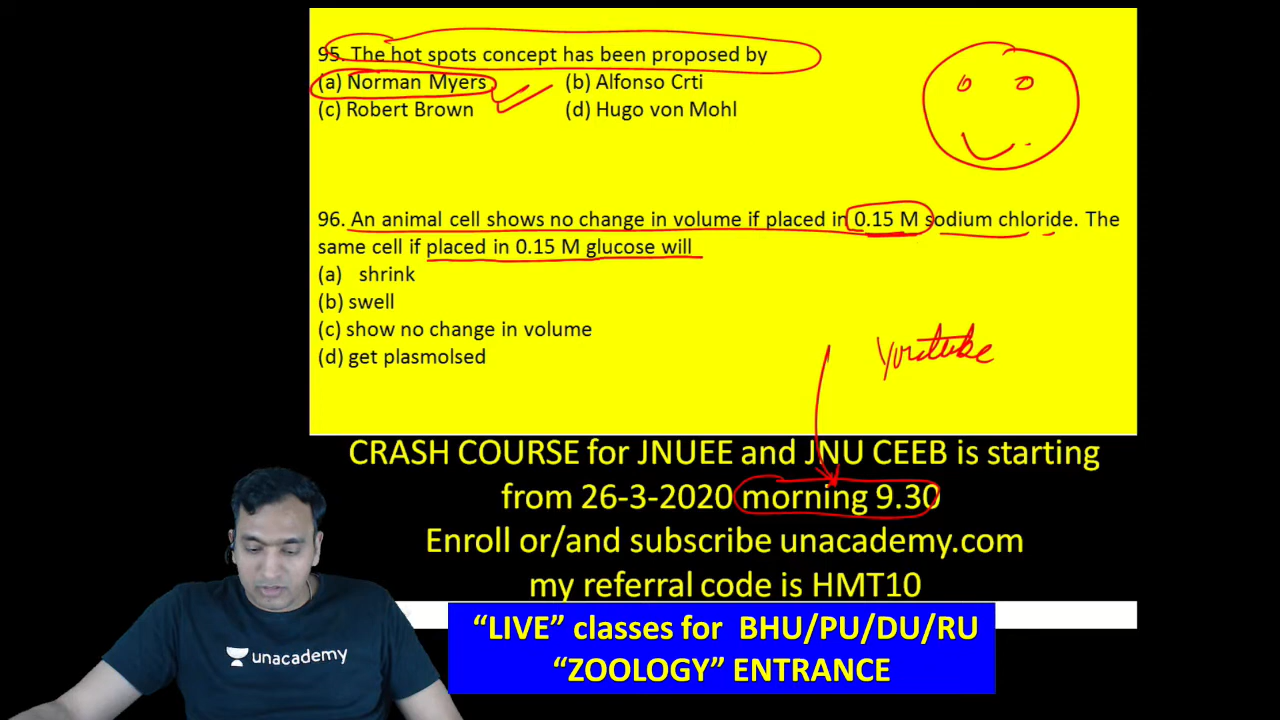 95. The hot spots concept has been proposed by
(a) Norman Myers (b) Alfonso Crti
(c) Robert Brown (d) Hugo von Mohl
96. An animal cell shows no change in volume if placed in 0.15 M sodium chloride. The
same cell if placed in 0.15 M glucose will
(a) shrink
(b) swell
(c) show no change in volume
(d) get plasmolsed
Youtube
CRASH COURSE for JNUEE and JNU CEEB is starting
from 26-3-2020 morning 9.30
Enroll or/and subscribe unacademy.com
my referral code is HMT10
"LIVE" classes for BHU/PU/DU/RU
"ZOOLOGY" ENTRANCE
unacademy